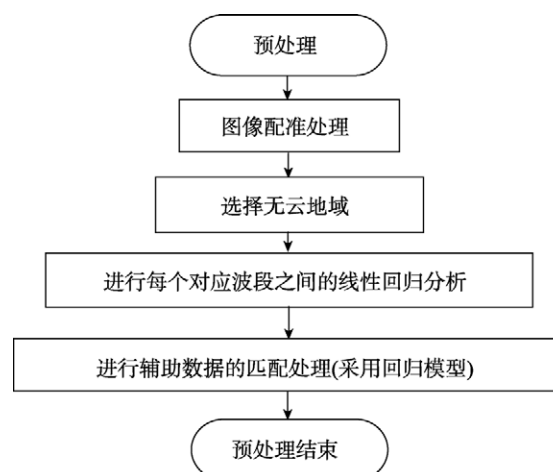 预处理
图像配准处理
选择无云地域
进行每个对应波段之间的线性回归分析
进行辅助数据的匹配处理(采用回归模型)
预处理结束